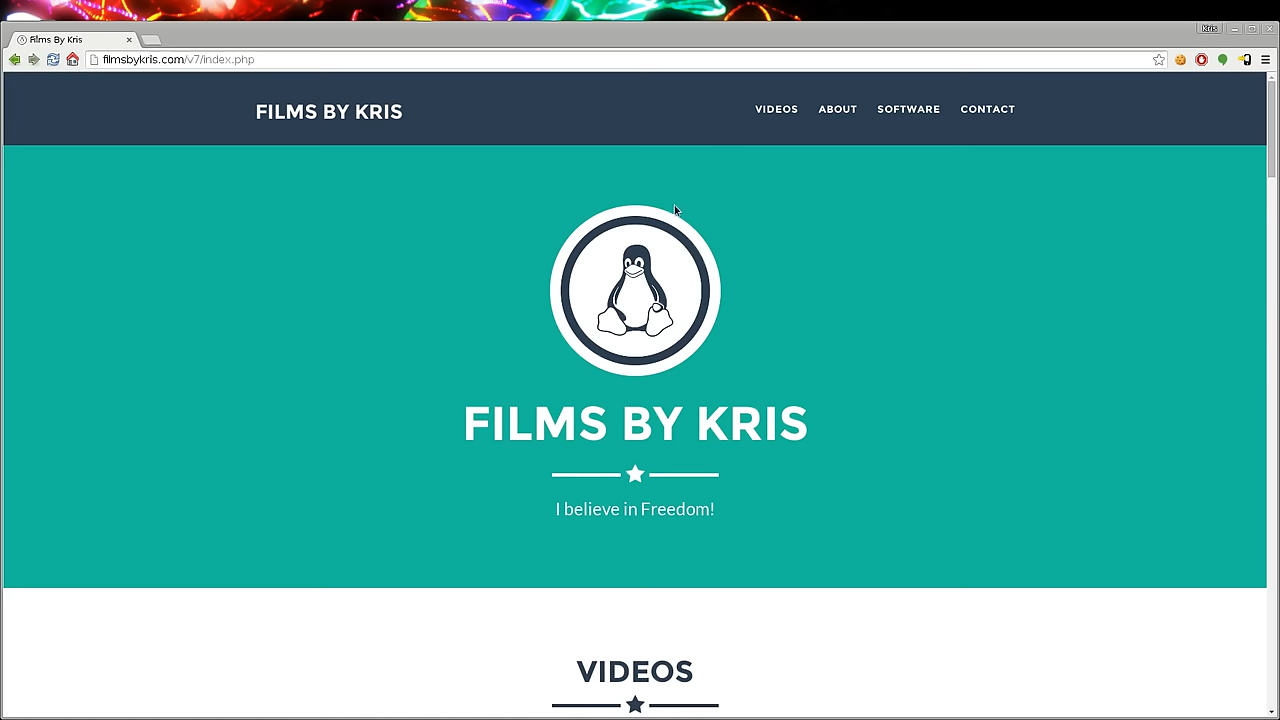 Kris
Films By Kris
filmsbykris.com/v7/index.php
FILMS BY KRIS
VIDEOS ABOUT SOFTWARE CONTACT
FILMS BY KRIS
I believe in Freedom!
VIDEOS